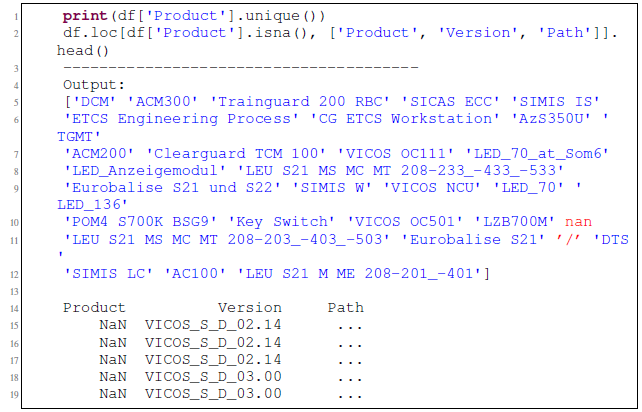 1 print(df['Product'].unique())
2 df.loc[df['Product'].isna(), ['Product', 'Version', 'Path']].
head()
3 ---------------------------------------
4 Output:
5 ['DCM' 'ACM300' 'Trainguard 200 RBC' 'SICAS ECC' 'SIMIS IS'
6 'ETCS Engineering Process' 'CG ETCS Workstation' 'AzS350U' '
TGMT'
7 'ACM200' 'Clearguard TCM 100' 'VICOS OC111' 'LED_70_at_Som6'
8 'LED_Anzeigemodul' 'LEU S21 MS MC MT 208-233_-433_-533'
9 'Eurobalise S21 und S22' 'SIMIS W' 'VICOS NCU' 'LED_70' '
LED_136'
10 'POM4 S700K BSG9' 'Key Switch' 'VICOS OC501' 'LZB700M' nan
11 'LEU S21 MS MC MT 208-203_-403_-503' 'Eurobalise S21' '/' 'DTS
'
12 'SIMIS LC' 'AC100' 'LEU S21 M ME 208-201_-401']
13
14 Product Version Path
15 NaN VICOS_S_D_02.14 ...
16 NaN VICOS_S_D_02.14 ...
17 NaN VICOS_S_D_02.14 ...
18 NaN VICOS_S_D_03.00 ...
19 NaN VICOS_S_D_03.00 ...